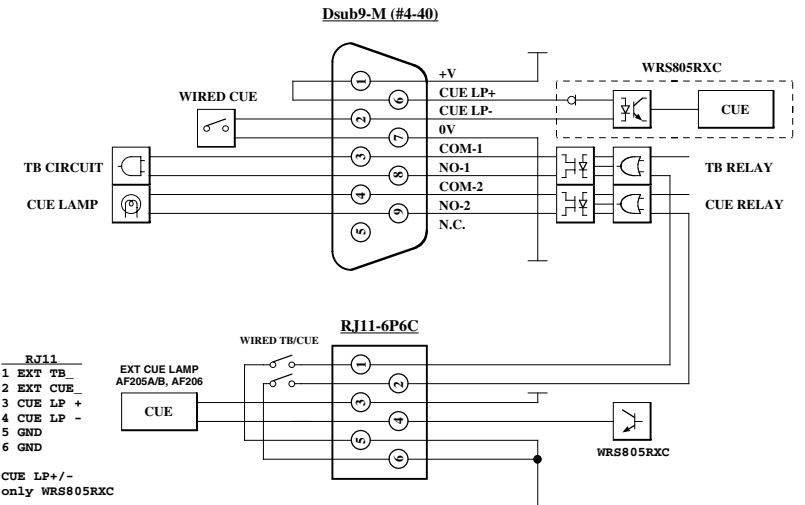 Dsub9-M (#4-40)
WIRED CUE
TB CIRCUIT
CUE LAMP
1
6
2
7
3
8
4
9
5
+V
CUE LP+
CUE LP-
0V
COM-1
NO-1
COM-2
NO-2
N.C.
WRS805RXC
CUE
TB RELAY
CUE RELAY
RJ11-6P6C
WIRED TB/CUE
RJ11
1 EXT TB_
2 EXT CUE_
3 CUE LP +
4 CUE LP -
5 GND
6 GND
CUE LP+/-
only WRS805RXC
EXT CUE LAMP
AF205A/B, AF206
CUE
1
2
3
4
5
6
WRS805RXC